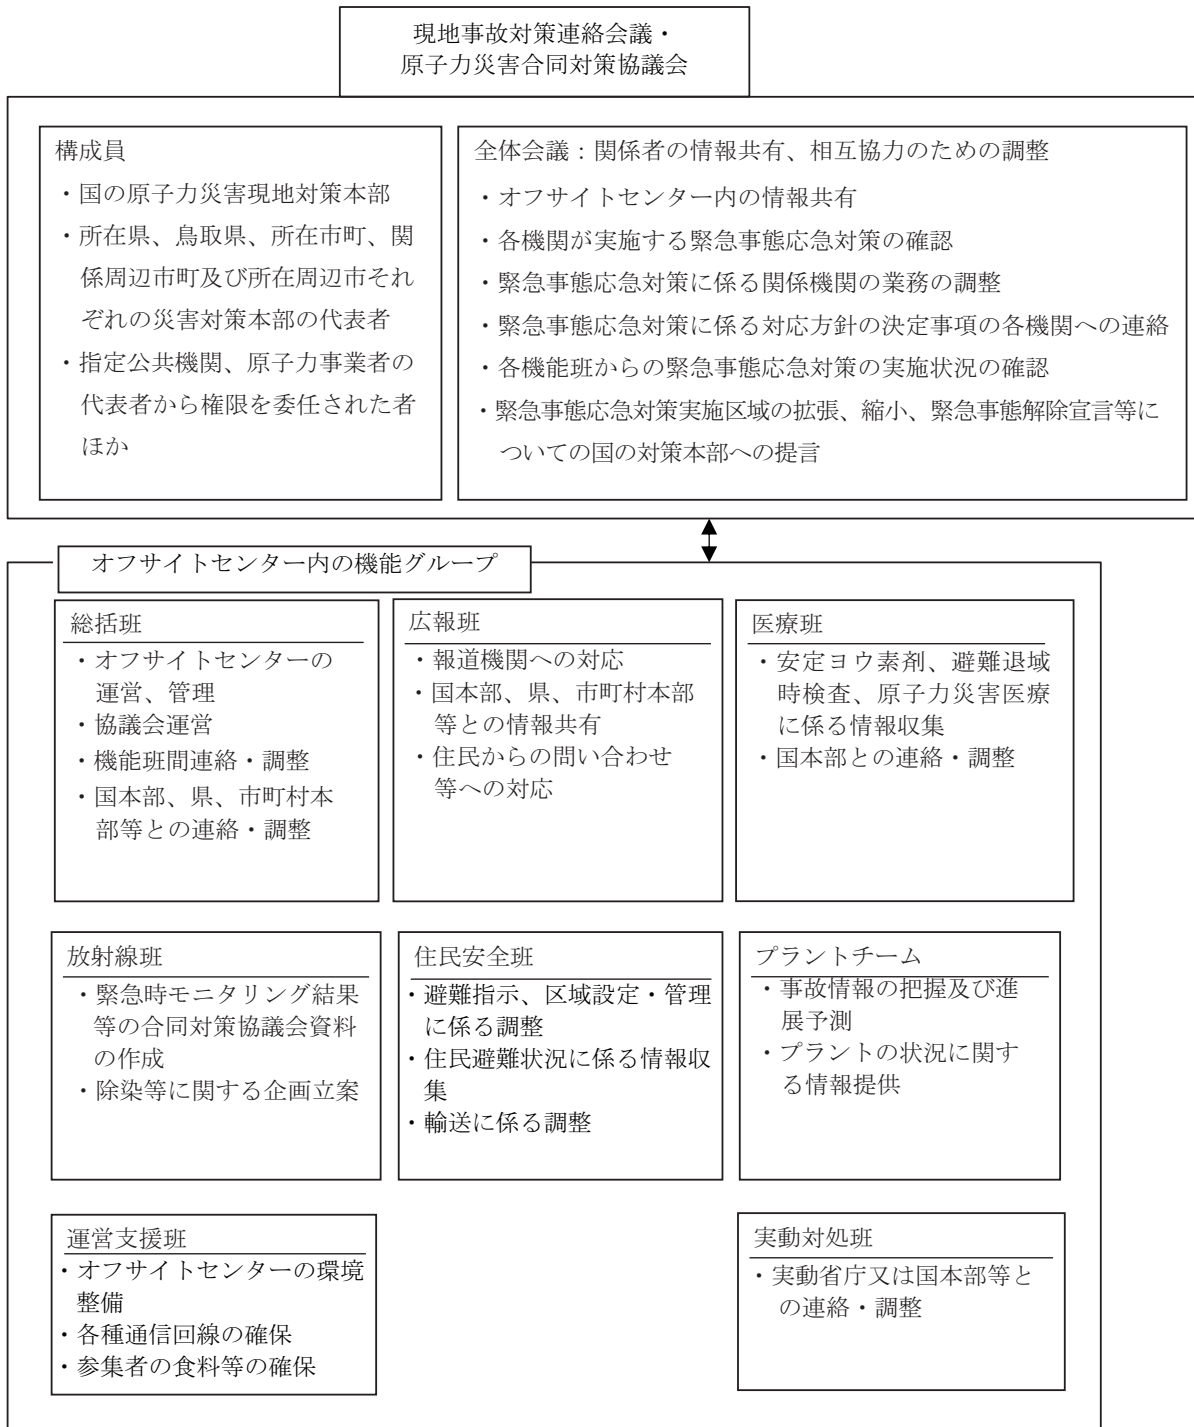 現地事故対策連絡会議・
原子力災害合同対策協議会
構成員
・国の原子力災害現地対策本部
・所在県、鳥取県、所在市町、関
係周辺市町及び所在周辺市それ
ぞれの災害対策本部の代表者
・指定公共機関、原子力事業者の
代表者から権限を委任された者
ほか
全体会議：関係者の情報共有、相互協力のための調整
・オフサイトセンター内の情報共有
・各機関が実施する緊急事態応急対策の確認
・緊急事態応急対策に係る関係機関の業務の調整
・緊急事態応急対策に係る対応方針の決定事項の各機関への連絡
・各機能班からの緊急事態応急対策の実施状況の確認
・緊急事態応急対策実施区域の拡張、縮小、緊急事態解除宣言等に
ついての国の対策本部への提言
オフサイトセンター内の機能グループ
総括班
・オフサイトセンターの
運営、管理
・協議会運営
・機能班間連絡・調整
・国本部、県、市町村本
部等との連絡・調整
広報班
・報道機関への対応
・国本部、県、市町村本部
等との情報共有
・住民からの問い合わせ
等への対応
医療班
・安定ヨウ素剤、避難退域
時検査、原子力災害医療
に係る情報収集
・国本部との連絡・調整
放射線班
・緊急時モニタリング結果
等の合同対策協議会資料
の作成
・除染等に関する企画立案
住民安全班
・避難指示、区域設定・管理
に係る調整
・住民避難状況に係る情報収
集
・輸送に係る調整
プラントチーム
・事故情報の把握及び進
展予測
・プラントの状況に関す
る情報提供
運営支援班
・オフサイトセンターの環境
整備
・各種通信回線の確保
・参集者の食料等の確保
実動対処班
・実動省庁又は国本部等と
の連絡・調整